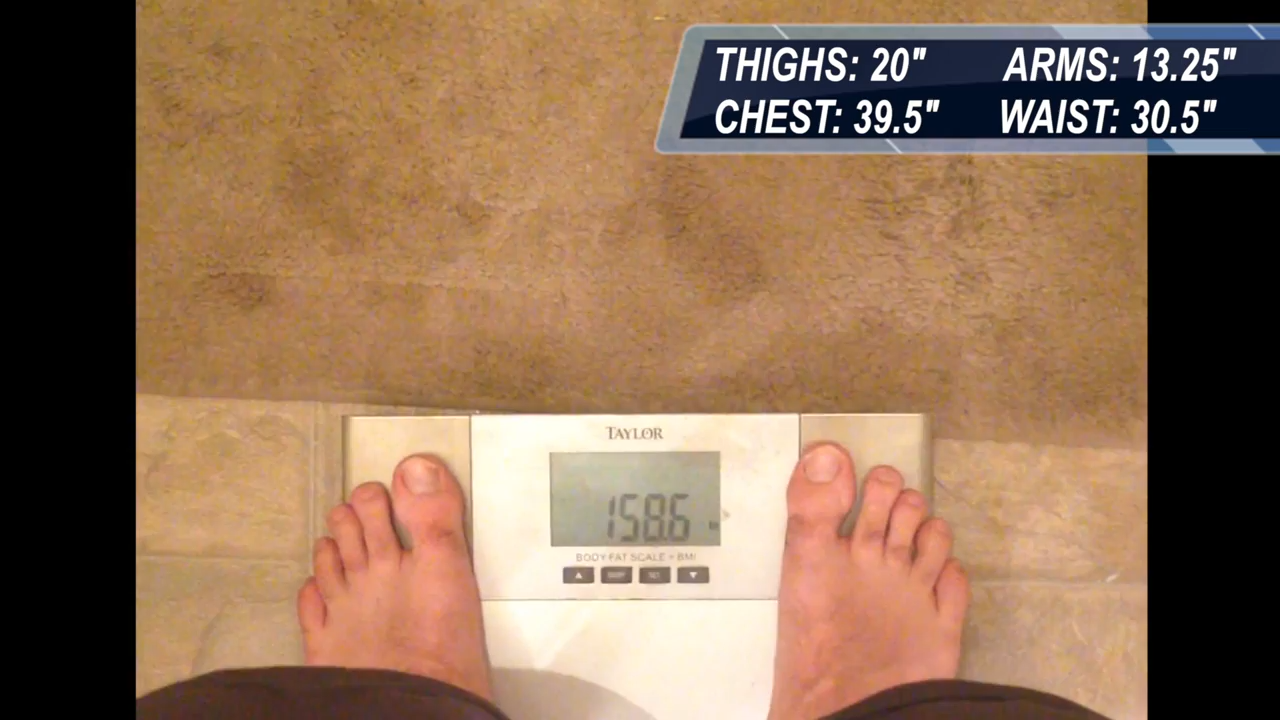 THIGHS: 20" ARMS: 13.25"
CHEST: 39.5" WAIST: 30.5"
TAYLOR
158.6
BODY FAT SCALE + BMI